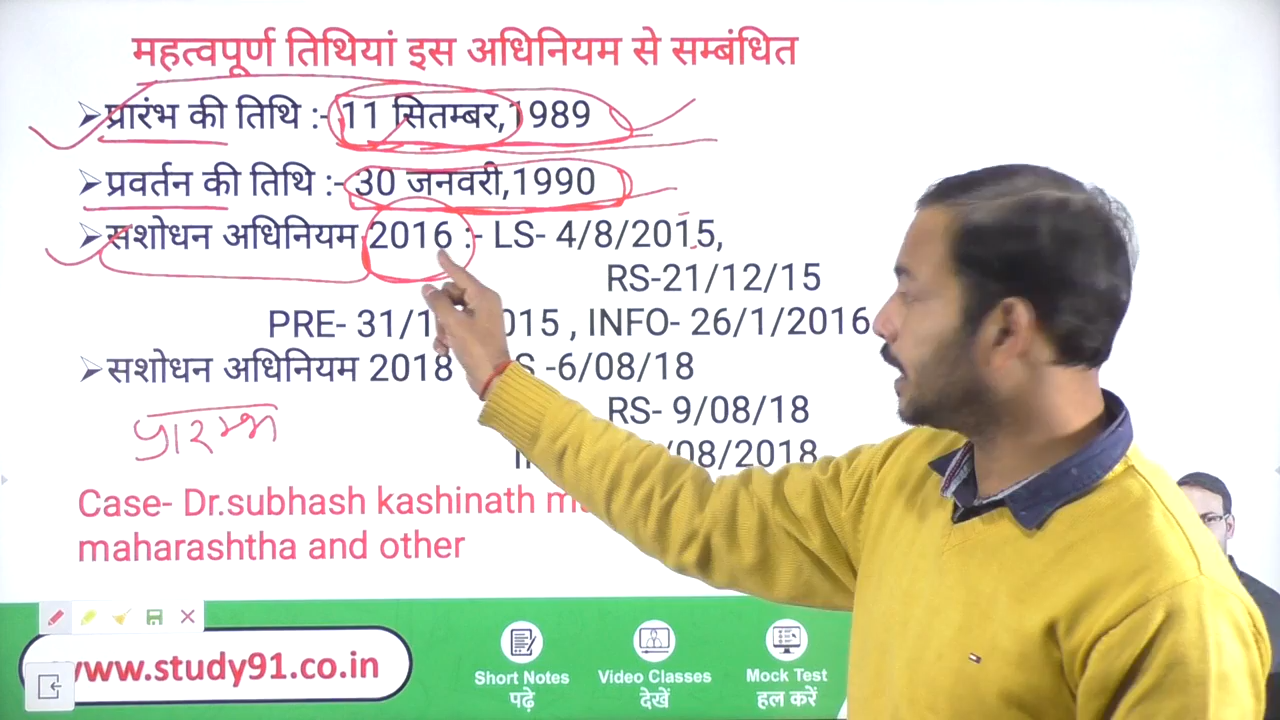 महत्वपूर्ण तिथियां इस अधिनियम से सम्बंधित
➢प्रारंभ की तिथि :- 11 सितम्बर,1989
➢प्रवर्तन की तिथि :- 30 जनवरी,1990
➢सशोधन अधिनियम 2016 :- LS- 4/8/2015,
RS-21/12/15
PRE- 31/1 015 , INFO- 26/1/2016
➢सशोधन अधिनियम 2018 S -6/08/18
RS- 9/08/18
/08/2018
प्रारम्भ
Case- Dr.subhash kashinath
maharashtha and other
www.study91.co.in
Short Notes
पढ़े
Video Classes
देखें
Mock Test
हल करें